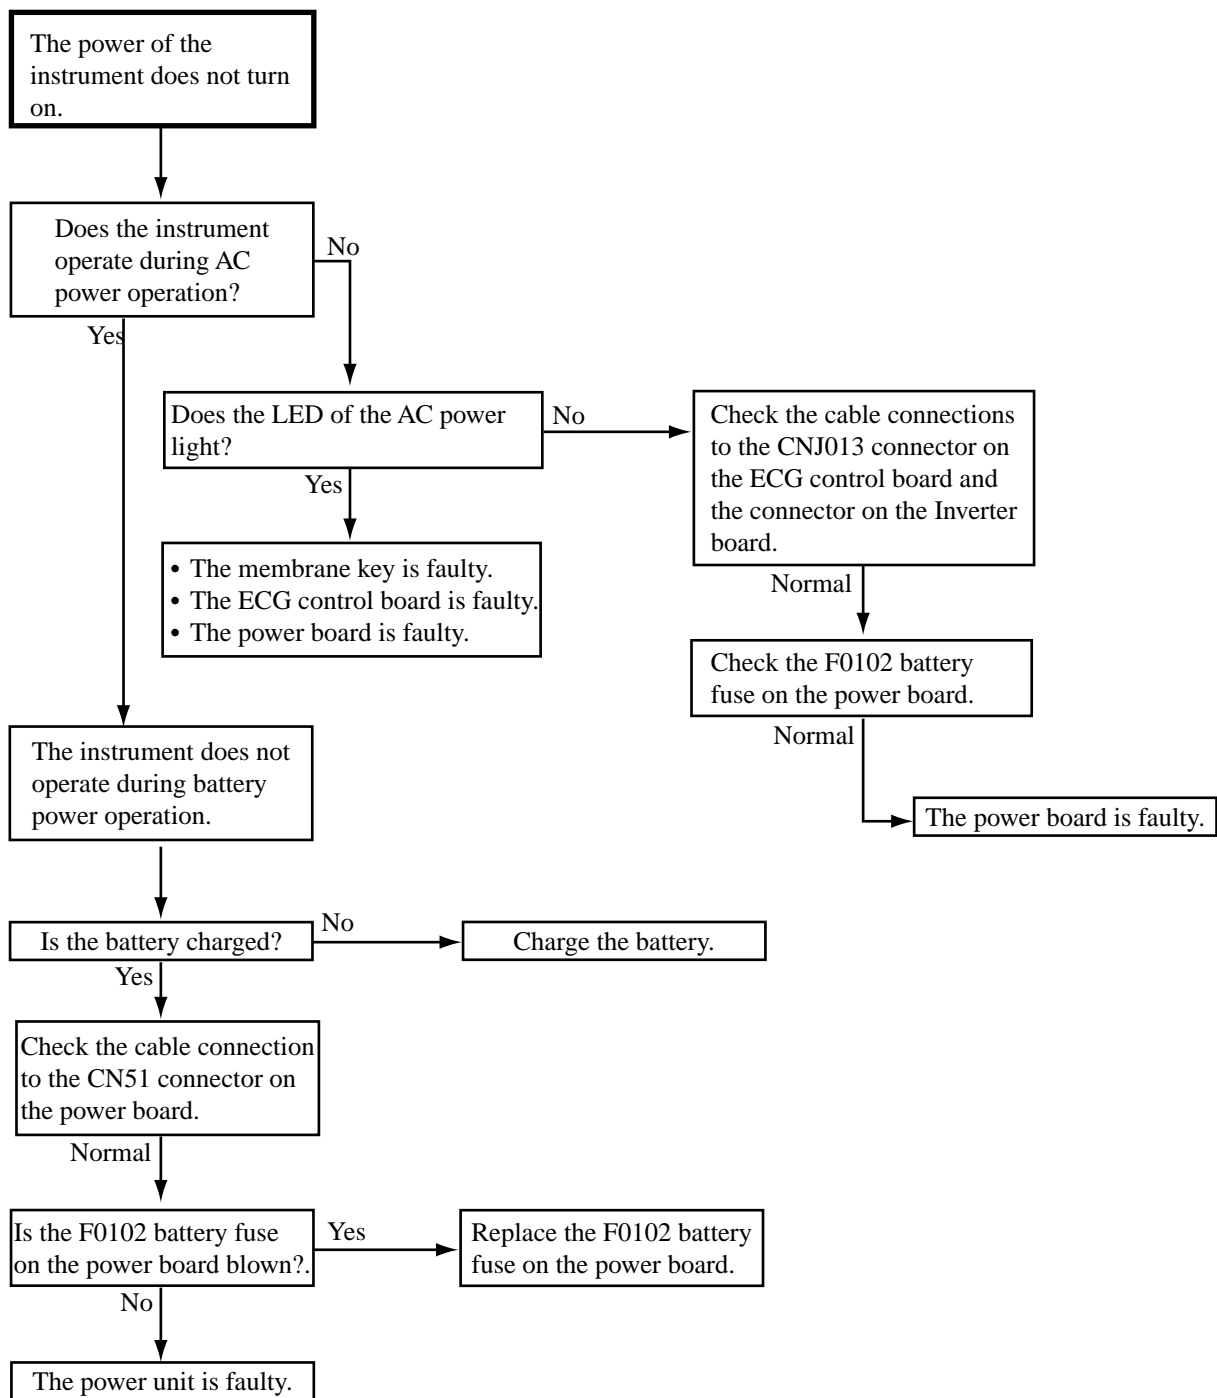 The power of the
instrument does not turn
on.
Does the instrument
operate during AC
power operation?
No
Yes
Does the LED of the AC power
light?
No
Yes
Check the cable connections
to the CNJ013 connector on
the ECG control board and
the connector on the Inverter
board.
• The membrane key is faulty.
• The ECG control board is faulty.
• The power board is faulty.
Normal
Check the F0102 battery
fuse on the power board.
Normal
The power board is faulty.
The instrument does not
operate during battery
power operation.
Is the battery charged?
No
Charge the battery.
Yes
Check the cable connection
to the CN51 connector on
the power board.
Normal
Is the F0102 battery fuse
on the power board blown?.
Yes
Replace the F0102 battery
fuse on the power board.
No
The power unit is faulty.